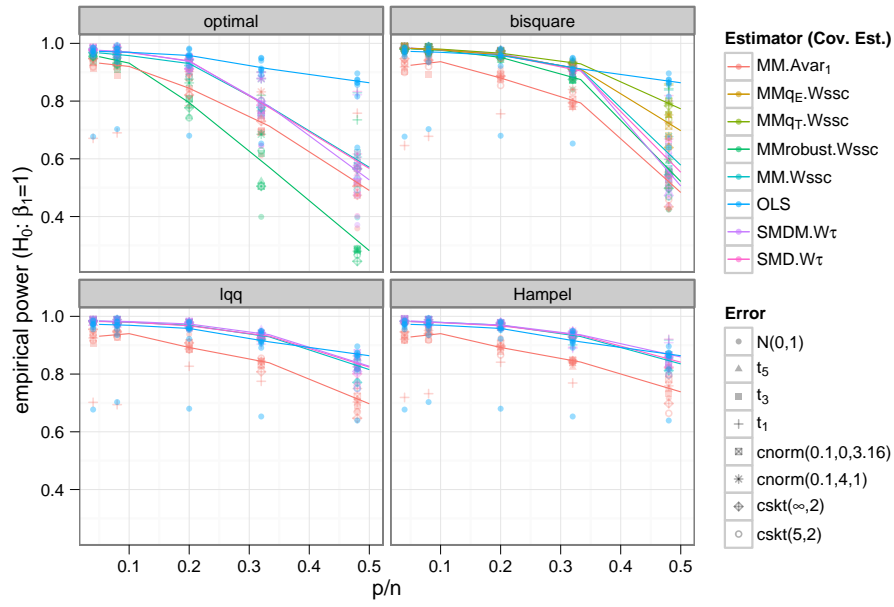 optimal
bisquare
1.0
0.8
0.6
0.4
lqq
Hampel
1.0
0.8
0.6
0.4
0.1 0.2 0.3 0.4 0.5
0.1 0.2 0.3 0.4 0.5
p/n
empirical power (H₀: β₁=1)
Estimator (Cov. Est.)
MM.Avar₁
MMqE.Wssc
MMqT.Wssc
MMrobust.Wssc
MM.Wssc
OLS
SMDM.Wτ
SMD.Wτ
Error
N(0,1)
t₅
t₃
t₁
cnorm(0.1,0,3.16)
cnorm(0.1,4,1)
cskt(∞,2)
cskt(5,2)